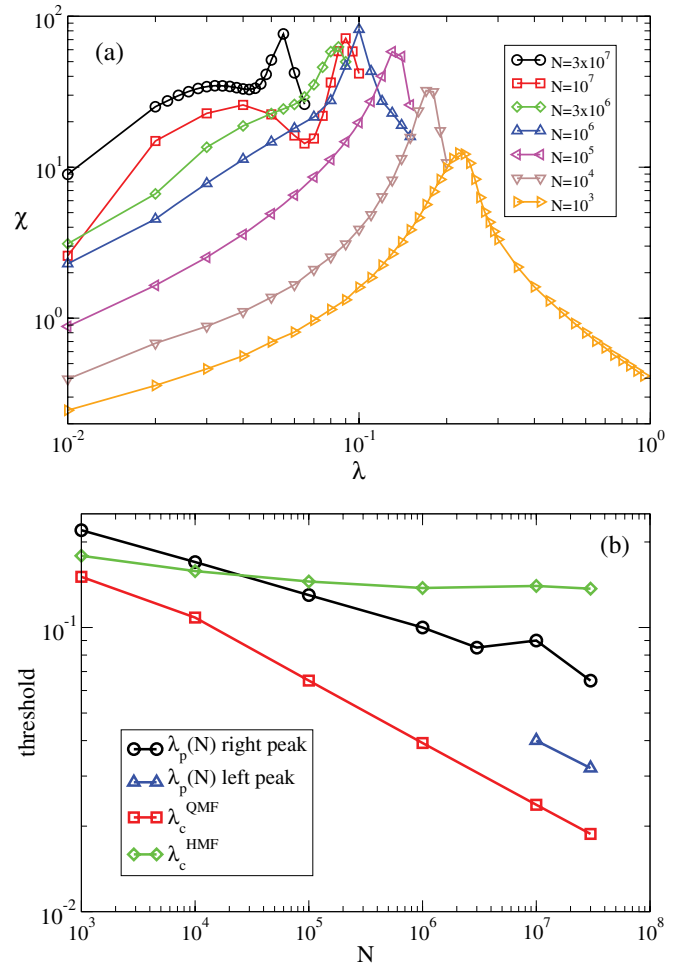 (a)
N=3x10^7
N=10^7
N=3x10^6
N=10^6
N=10^5
N=10^4
N=10^3
10^2
10^1
10^0
χ
10^-2
10^-1
10^0
λ
(b)
10^-1
10^-2
threshold
λ_p(N) right peak
λ_p(N) left peak
λ_c^QMF
λ_c^HMF
10^3
10^4
10^5
10^6
10^7
10^8
N